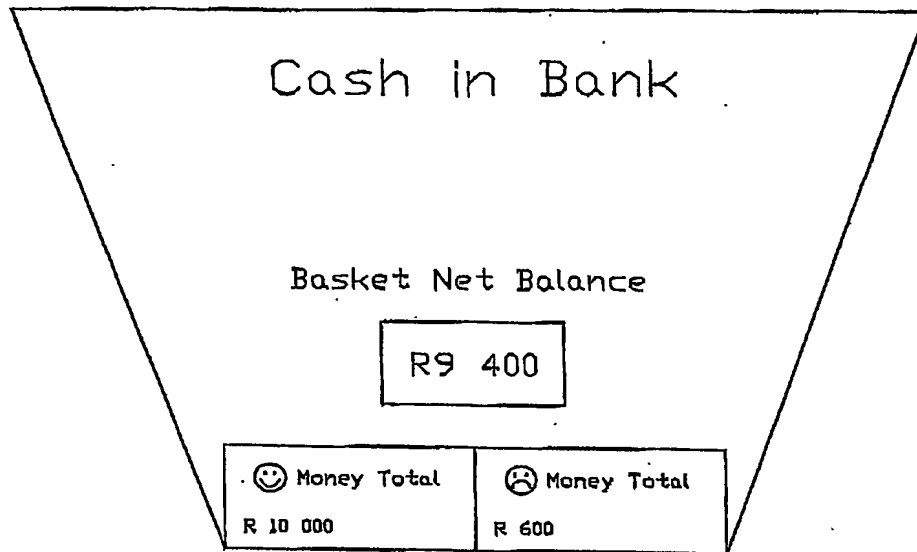 Cash in Bank
Basket Net Balance
R9 400
Money Total
R 10 000
Money Total
R 600